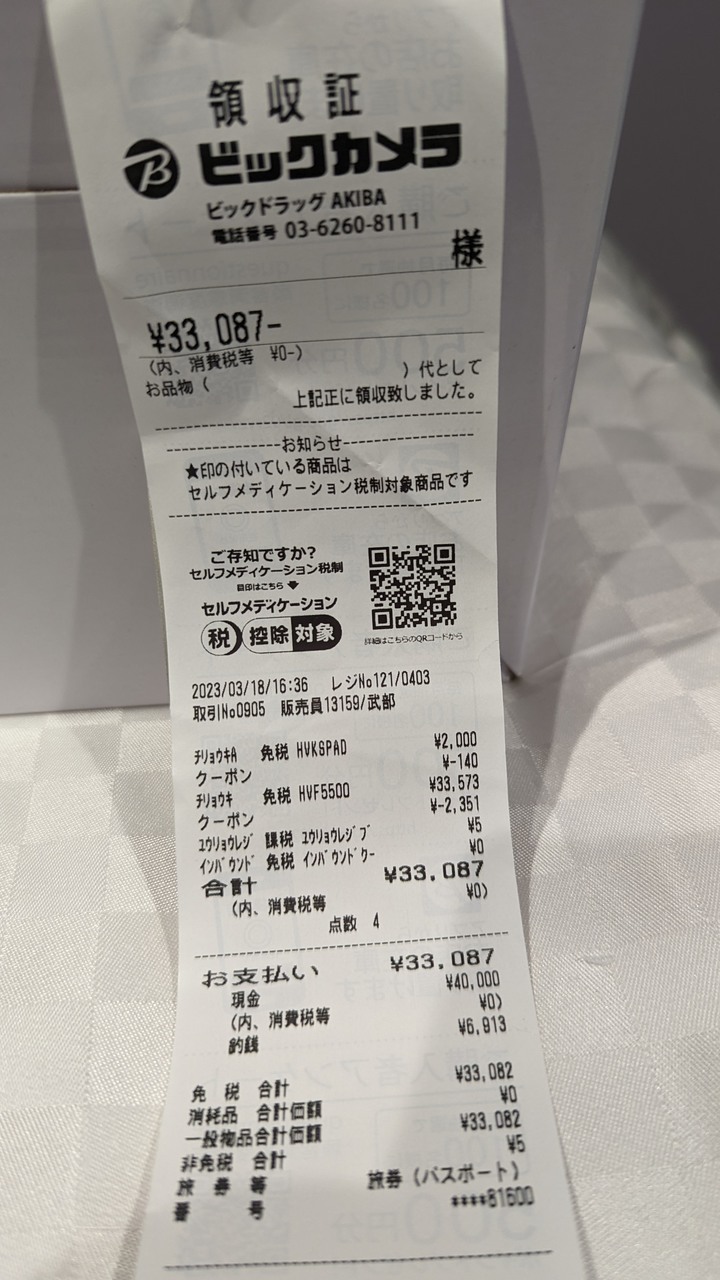 領収証
ビックカメラ
ビックドラッグ AKIBA
電話番号 03-6260-8111
様
¥33,087-
(内、消費税等 ¥0-)
お品物( )代として
上記正に領収致しました。
お知らせ
★印の付いている商品は
セルフメディケーション税制対象商品です
ご存知ですか?
セルフメディケーション税制
目印はこちら
セルフメディケーション
税 控除 対象
詳細はこちらのQRコードから
2023/03/18/16:36 レジNo121/0403
取引No0905 販売員13159/武部
チリョウキA 免税 HVKGPAD ¥2,000
クーポン ¥-140
チリョウキ 免税 HVF5500 ¥33,573
クーポン ¥-2,351
ユウリョウレジ 課税 ユウリョウレジブ ¥5
インバウンド 免税 インバウンドクー ¥0
合計 ¥33,087
(内、消費税等 ¥0)
点数 4
お支払い ¥33,087
現金 ¥40,000
(内、消費税等 ¥0)
釣銭 ¥6,913
免 税 合計 ¥33,082
消耗品 合計価額 ¥0
一般物品合計価額 ¥33,082
非免税 合計 ¥5
旅 券 等 旅券(パスポート)
番 号 ****81600